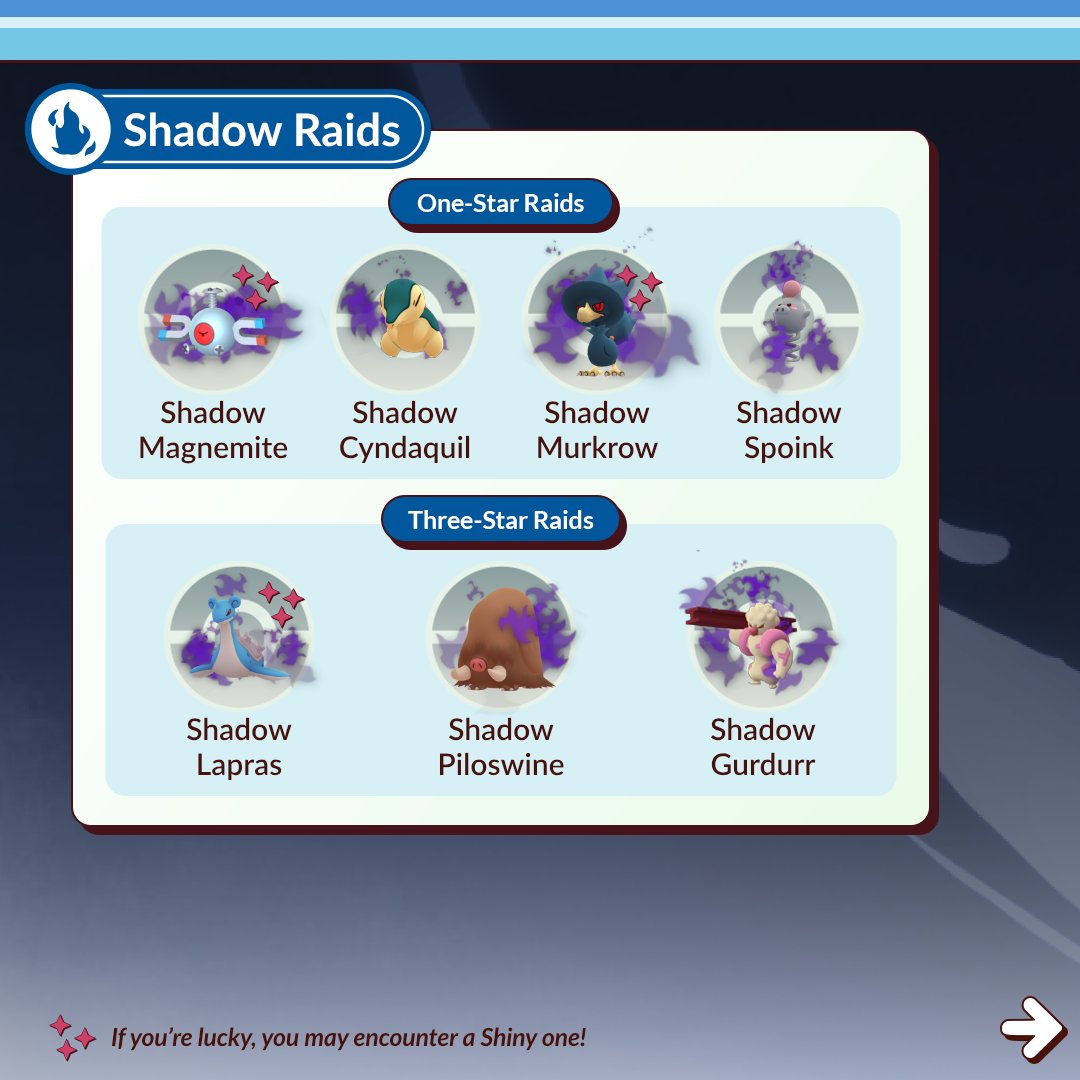 Shadow Raids
One-Star Raids
Shadow
Magnemite
Shadow
Cyndaquil
Shadow
Murkrow
Shadow
Spoink
Three-Star Raids
Shadow
Lapras
Shadow
Piloswine
Shadow
Gurdurr
If you’re lucky, you may encounter a Shiny one!